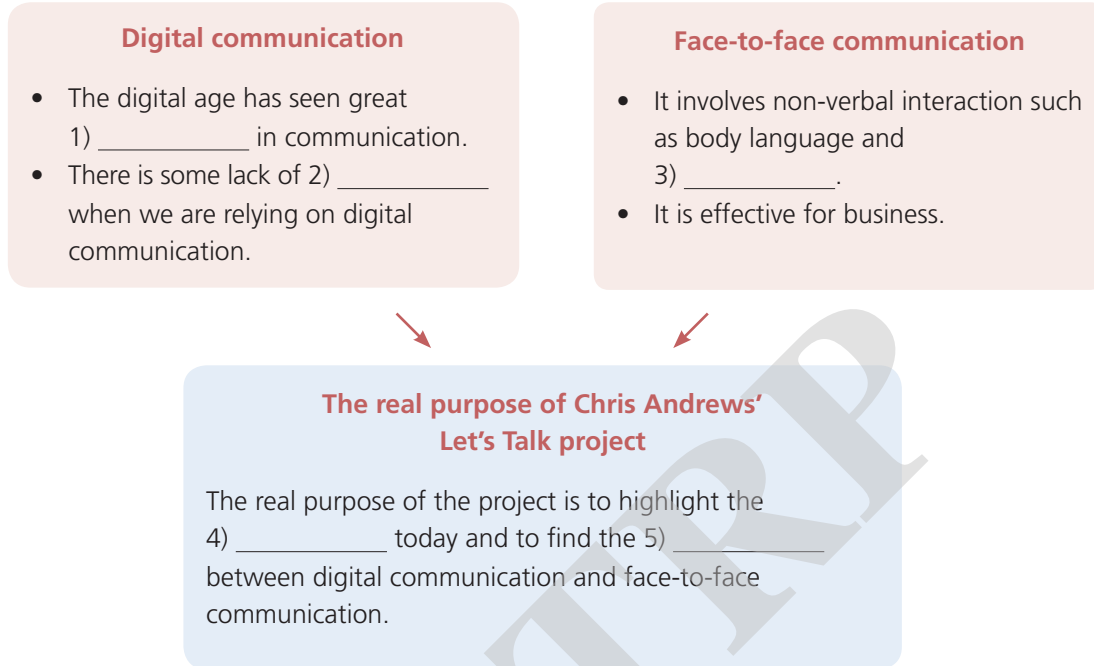 Digital communication
• The digital age has seen great
1) ___________ in communication.
• There is some lack of 2) ___________
when we are relying on digital
communication.
Face-to-face communication
• It involves non-verbal interaction such
as body language and
3) ___________.
• It is effective for business.
The real purpose of Chris Andrews’
Let’s Talk project
The real purpose of the project is to highlight the
4) ___________ today and to find the 5) ___________
between digital communication and face-to-face
communication.
TRP